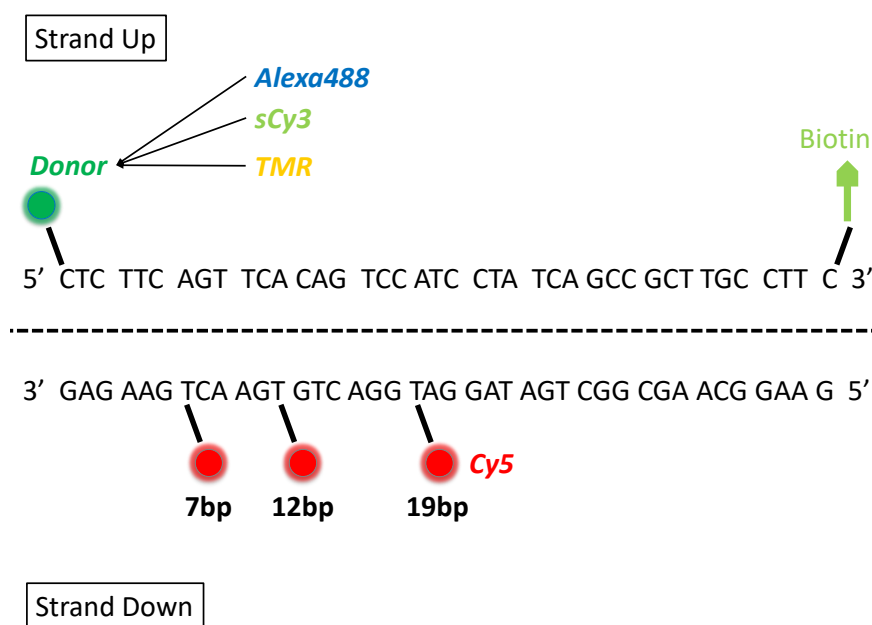 Strand Up
Alexa488
sCy3
Biotin
Donor
TMR
5’ CTC TTC AGT TCA CAG TCC ATC CTA TCA GCC GCT TGC CTT C 3’
3’ GAG AAG TCA AGT GTC AGG TAG GAT AGT CGG CGA ACG GAA G 5’
Cy5
7bp 12bp 19bp
Strand Down